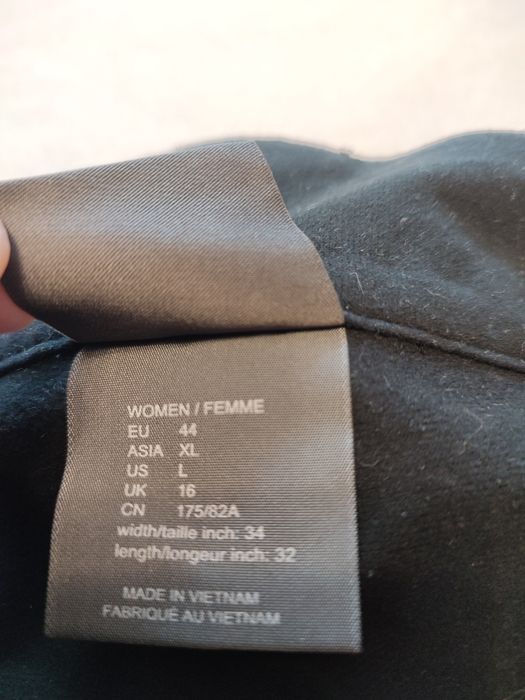 WOMEN / FEMME
EU 44
ASIA XL
US L
UK 16
CN 175/82A
width/taille inch: 34
length/longeur inch: 32
MADE IN VIETNAM
FABRIQUÉ AU VIETNAM